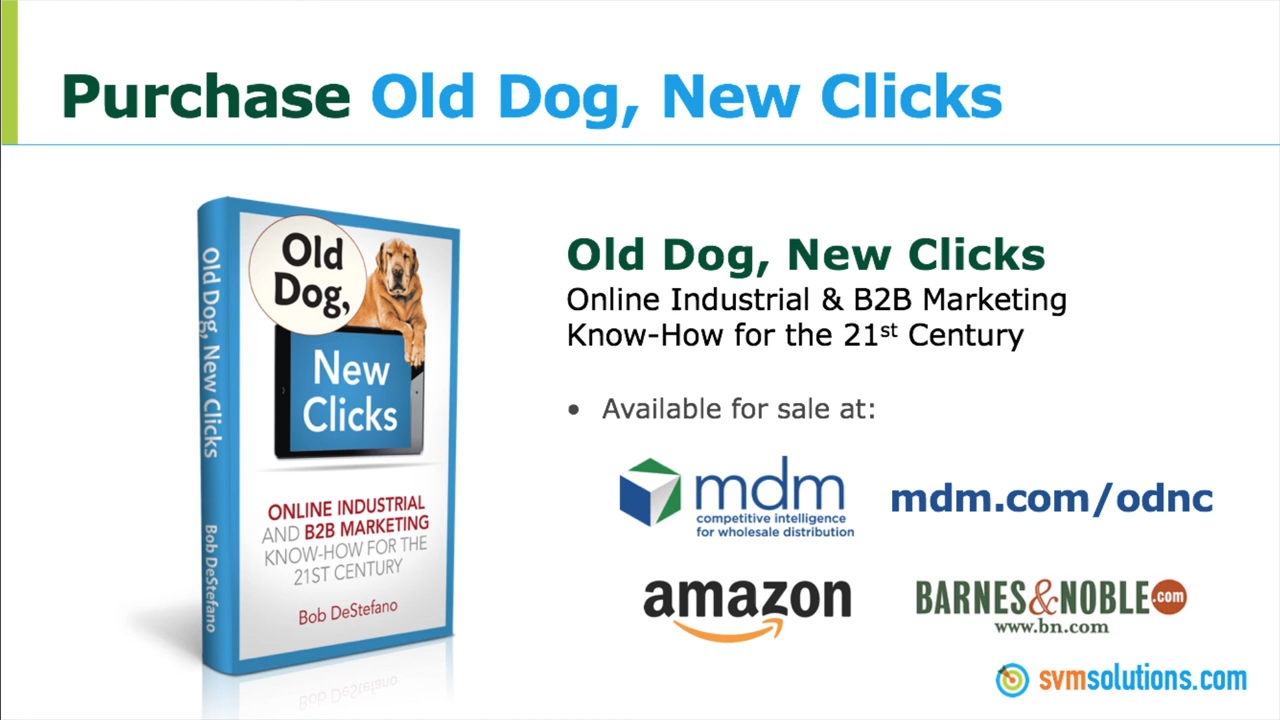 Purchase Old Dog, New Clicks
Old Dog, New Clicks
Bob DeStefano
Old
Dog,
New
Clicks
ONLINE INDUSTRIAL
AND B2B MARKETING
KNOW-HOW FOR THE
21ST CENTURY
Bob DeStefano
Old Dog, New Clicks
Online Industrial & B2B Marketing
Know-How for the 21st Century
• Available for sale at:
mdm
competitive intelligence
for wholesale distribution
mdm.com/odnc
amazon
BARNES&NOBLE.com
www.bn.com
svmsolutions.com